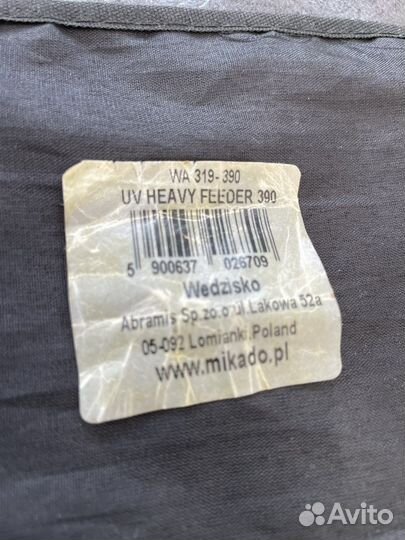 WA 319-390
UV HEAVY FEEDER 390
5 900637 026709
Wedzisko
Abramis Sp.zo.o ul.Lakowa 52a
05-092 Lomianki,Poland
www.mikado.pl
Avito